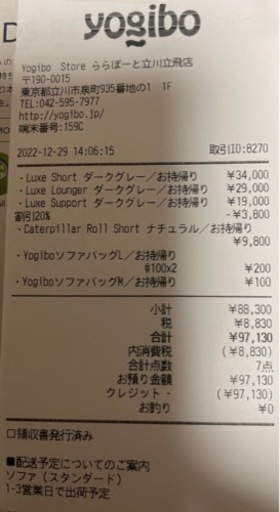 yogibo
Yogibo Store ららぽーと立川立飛店
〒190-0015
東京都立川市泉町935番地の1 1F
TEL:042-595-7977
http://yogibo.jp/
端末番号:159C
2022-12-29 14:06:15 取引ID:8270
・Luxe Short ダークグレー／お持帰り ¥34,000
・Luxe Lounger ダークグレー／お持帰り ¥29,000
・Luxe Support ダークグレー／お持帰り ¥19,000
割引20% -¥3,800
・Caterpillar Roll Short ナチュラル／お持帰り
¥9,800
・YogiboソファバッグL／お持帰り
@100x2 ¥200
・YogiboソファバッグM／お持帰り ¥100
小計 ¥88,300
税 ¥8,830
合計 ¥97,130
内消費税 (¥8,830)
合計点数 7点
お預り金額 ¥97,130
クレジット - (¥97,130)
お釣り ¥0
□領収書発行済み
■配送予定についてのご案内
ソファ（スタンダード）
1-3営業日で出荷予定